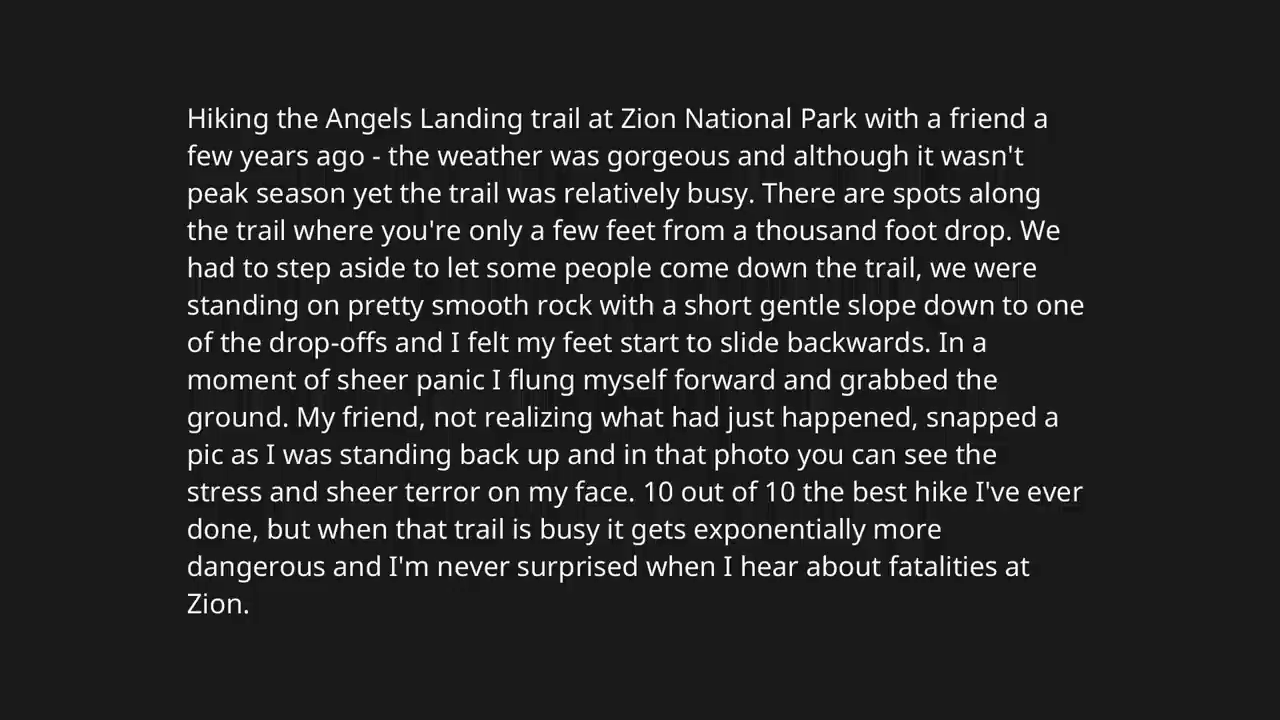 Hiking the Angels Landing trail at Zion National Park with a friend a
few years ago - the weather was gorgeous and although it wasn't
peak season yet the trail was relatively busy. There are spots along
the trail where you're only a few feet from a thousand foot drop. We
had to step aside to let some people come down the trail, we were
standing on pretty smooth rock with a short gentle slope down to one
of the drop-offs and I felt my feet start to slide backwards. In a
moment of sheer panic I flung myself forward and grabbed the
ground. My friend, not realizing what had just happened, snapped a
pic as I was standing back up and in that photo you can see the
stress and sheer terror on my face. 10 out of 10 the best hike I've ever
done, but when that trail is busy it gets exponentially more
dangerous and I'm never surprised when I hear about fatalities at
Zion.